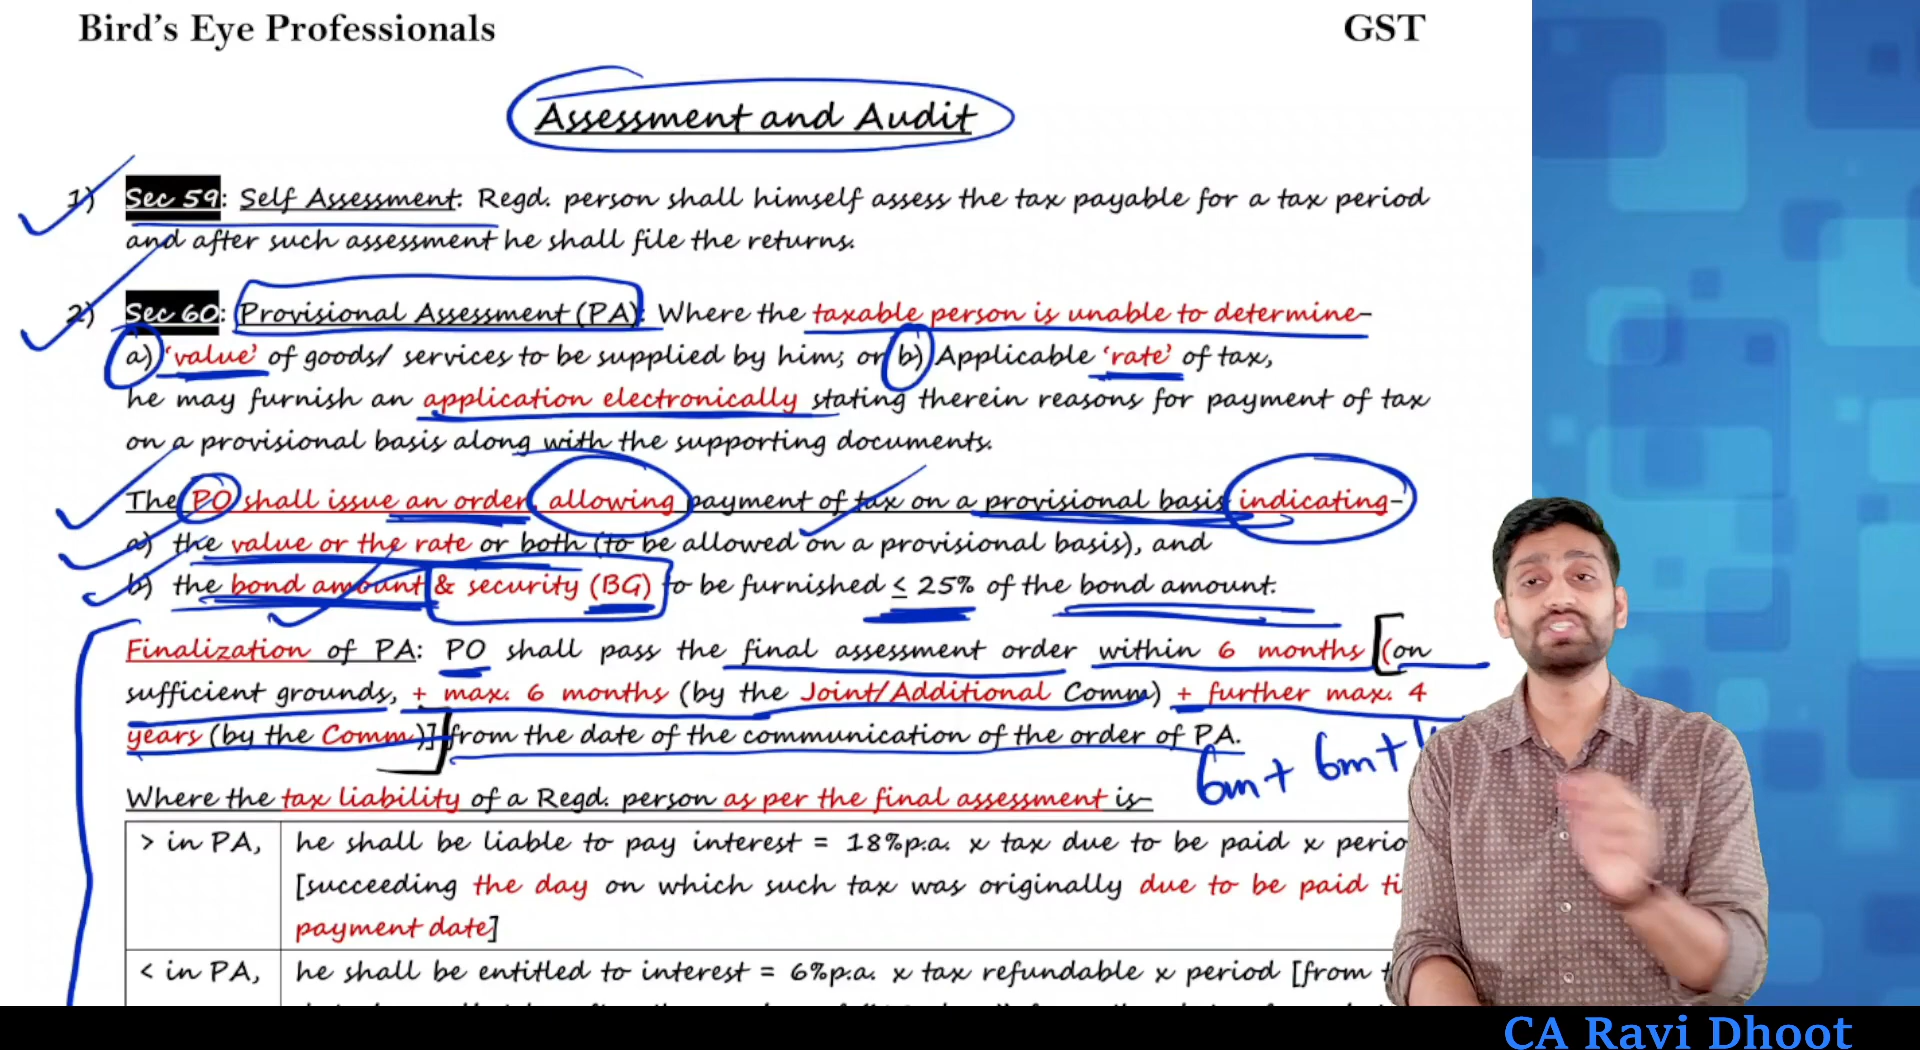 Bird's Eye Professionals GST
Assessment and Audit
1) Sec 59: Self Assessment: Regd. person shall himself assess the tax payable for a tax period
and after such assessment he shall file the returns.
2) Sec 60: Provisional Assessment (PA): Where the taxable person is unable to determine-
a) 'value' of goods/ services to be supplied by him; or b) Applicable 'rate' of tax,
he may furnish an application electronically stating therein reasons for payment of tax
on a provisional basis along with the supporting documents.
The PO shall issue an order, allowing payment of tax on a provisional basis indicating-
a) the value or the rate or both (to be allowed on a provisional basis), and
b) the bond amount & security (BG) to be furnished ≤ 25% of the bond amount.
Finalization of PA: PO shall pass the final assessment order within 6 months [(on
sufficient grounds, + max. 6 months (by the Joint/Additional Comm) + further max. 4
years (by the Comm.)] from the date of the communication of the order of PA.
6m + 6m +
Where the tax liability of a Regd. person as per the final assessment is-
> in PA, he shall be liable to pay interest = 18%p.a. x tax due to be paid x
[succeeding the day on which such tax was originally due to be paid
payment date]
< in PA, he shall be entitled to interest = 6%p.a. x tax refundable x period [from
CA Ravi Dhoot